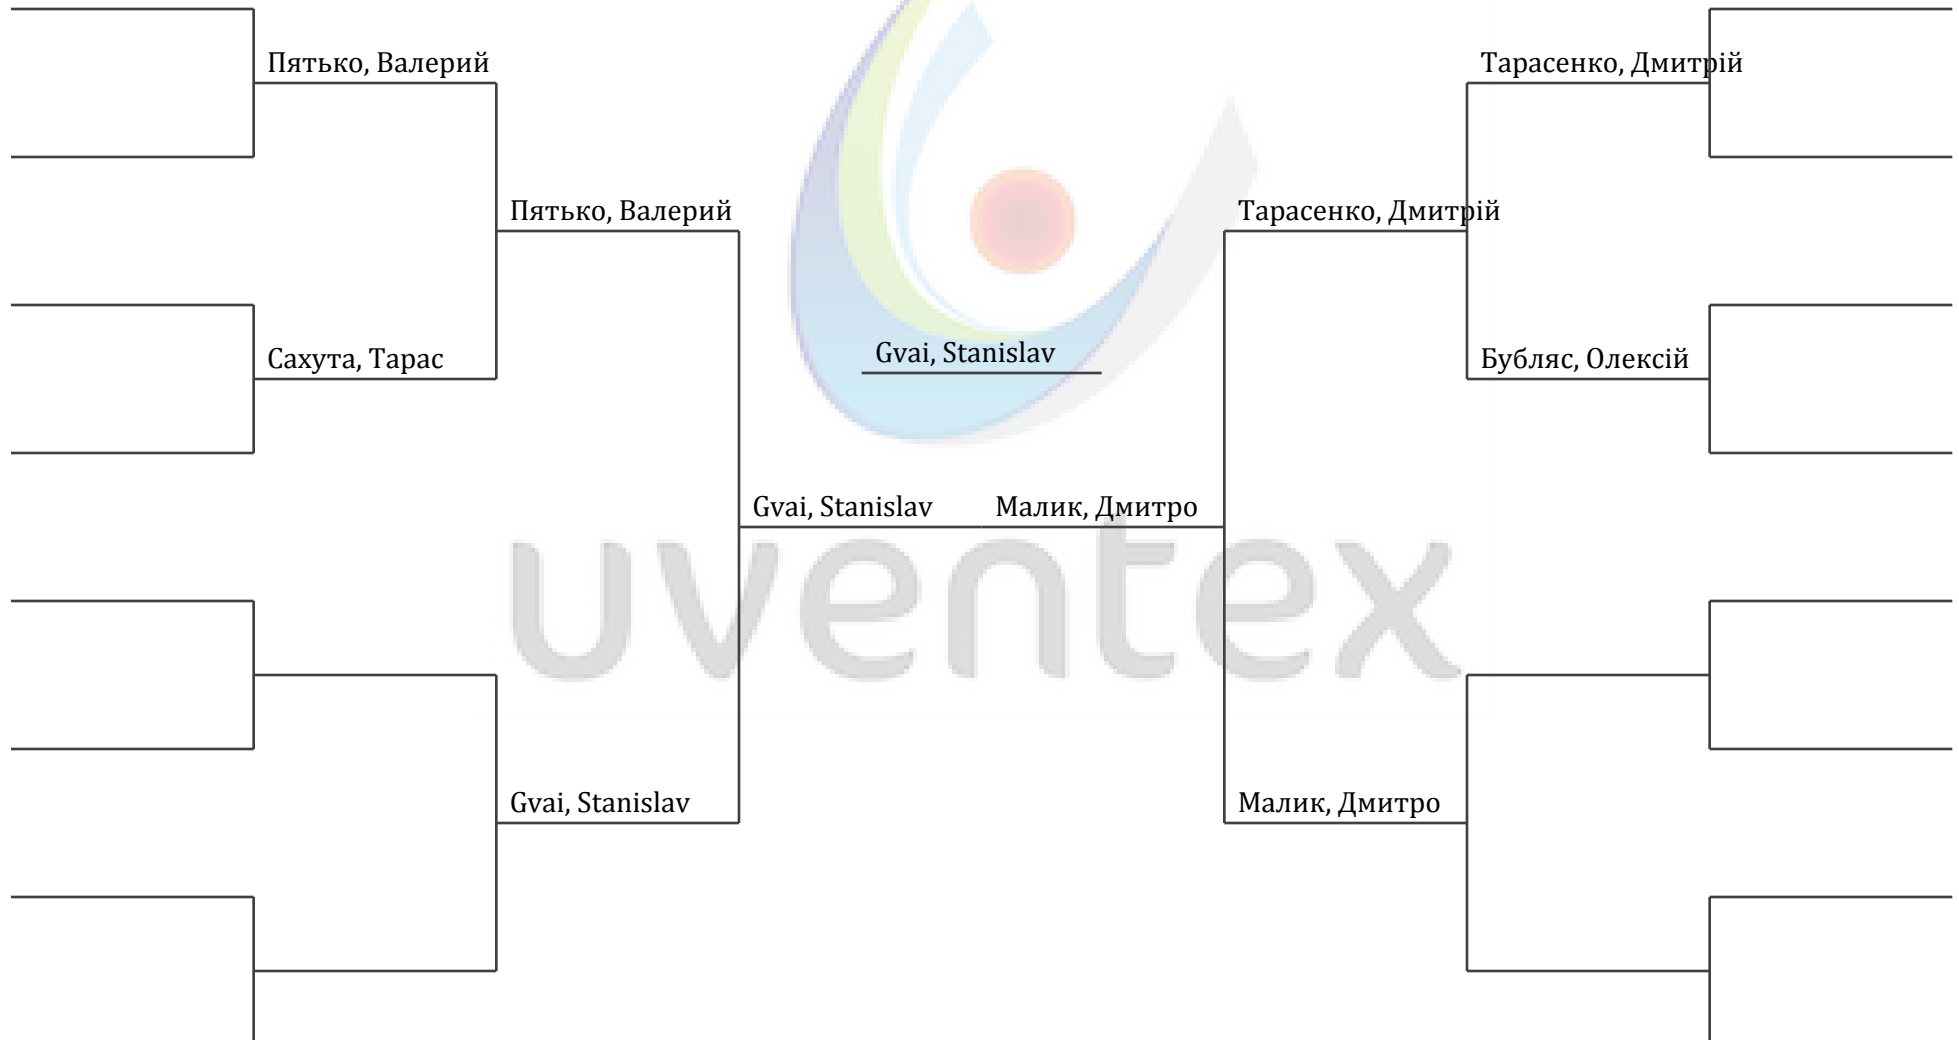 Пятько, Валерий
Тарасенко, Дмитрій
Пятько, Валерий
Тарасенко, Дмитрій
Сахута, Тарас
Gvai, Stanislav
Бубляс, Олексій
Gvai, Stanislav
Малик, Дмитро
uventex
Gvai, Stanislav
Малик, Дмитро